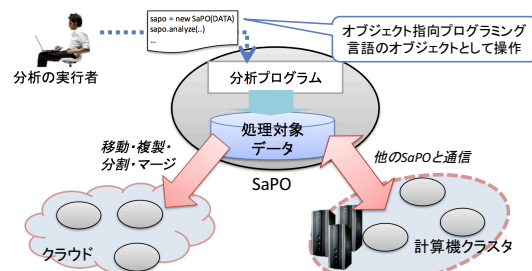 sapo = new SaPO(DATA)
sapo.analyze(..)
...
オブジェクト指向プログラミング
言語のオブジェクトとして操作
分析の実行者
分析プログラム
処理対象
データ
移動・複製・
分割・マージ
他のSaPOと通信
SaPO
クラウド
計算機クラスタ